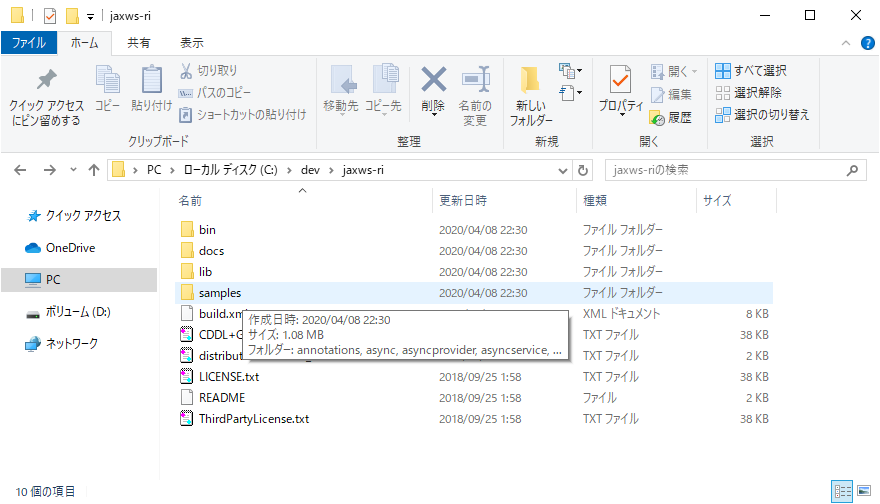 jaxws-ri
ファイル ホーム 共有 表示
クイック アクセス
にピン留めする
コピー
貼り付け
切り取り
パスのコピー
ショートカットの貼り付け
クリップボード
移動先
コピー先
削除
名前の
変更
整理
新しい
フォルダー
新規
プロパティ
開く
編集
履歴
開く
すべて選択
選択解除
選択の切り替え
選択
PC > ローカル ディスク (C:) > dev > jaxws-ri
jaxws-riの検索
クイック アクセス
OneDrive
PC
ボリューム (D:)
ネットワーク
名前 更新日時 種類 サイズ
bin 2020/04/08 22:30 ファイル フォルダー
docs 2020/04/08 22:30 ファイル フォルダー
lib 2020/04/08 22:30 ファイル フォルダー
samples 2020/04/08 22:30 ファイル フォルダー
build.xml XML ドキュメント 8 KB
作成日時: 2020/04/08 22:30
サイズ: 1.08 MB
フォルダー: annotations, async, asyncprovider, asyncservice, ...
CDDL+G TXT ファイル 38 KB
distribut TXT ファイル 2 KB
LICENSE.txt 2018/09/25 1:58 TXT ファイル 38 KB
README 2018/09/25 1:58 ファイル 2 KB
ThirdPartyLicense.txt 2018/09/25 1:58 TXT ファイル 38 KB
10 個の項目